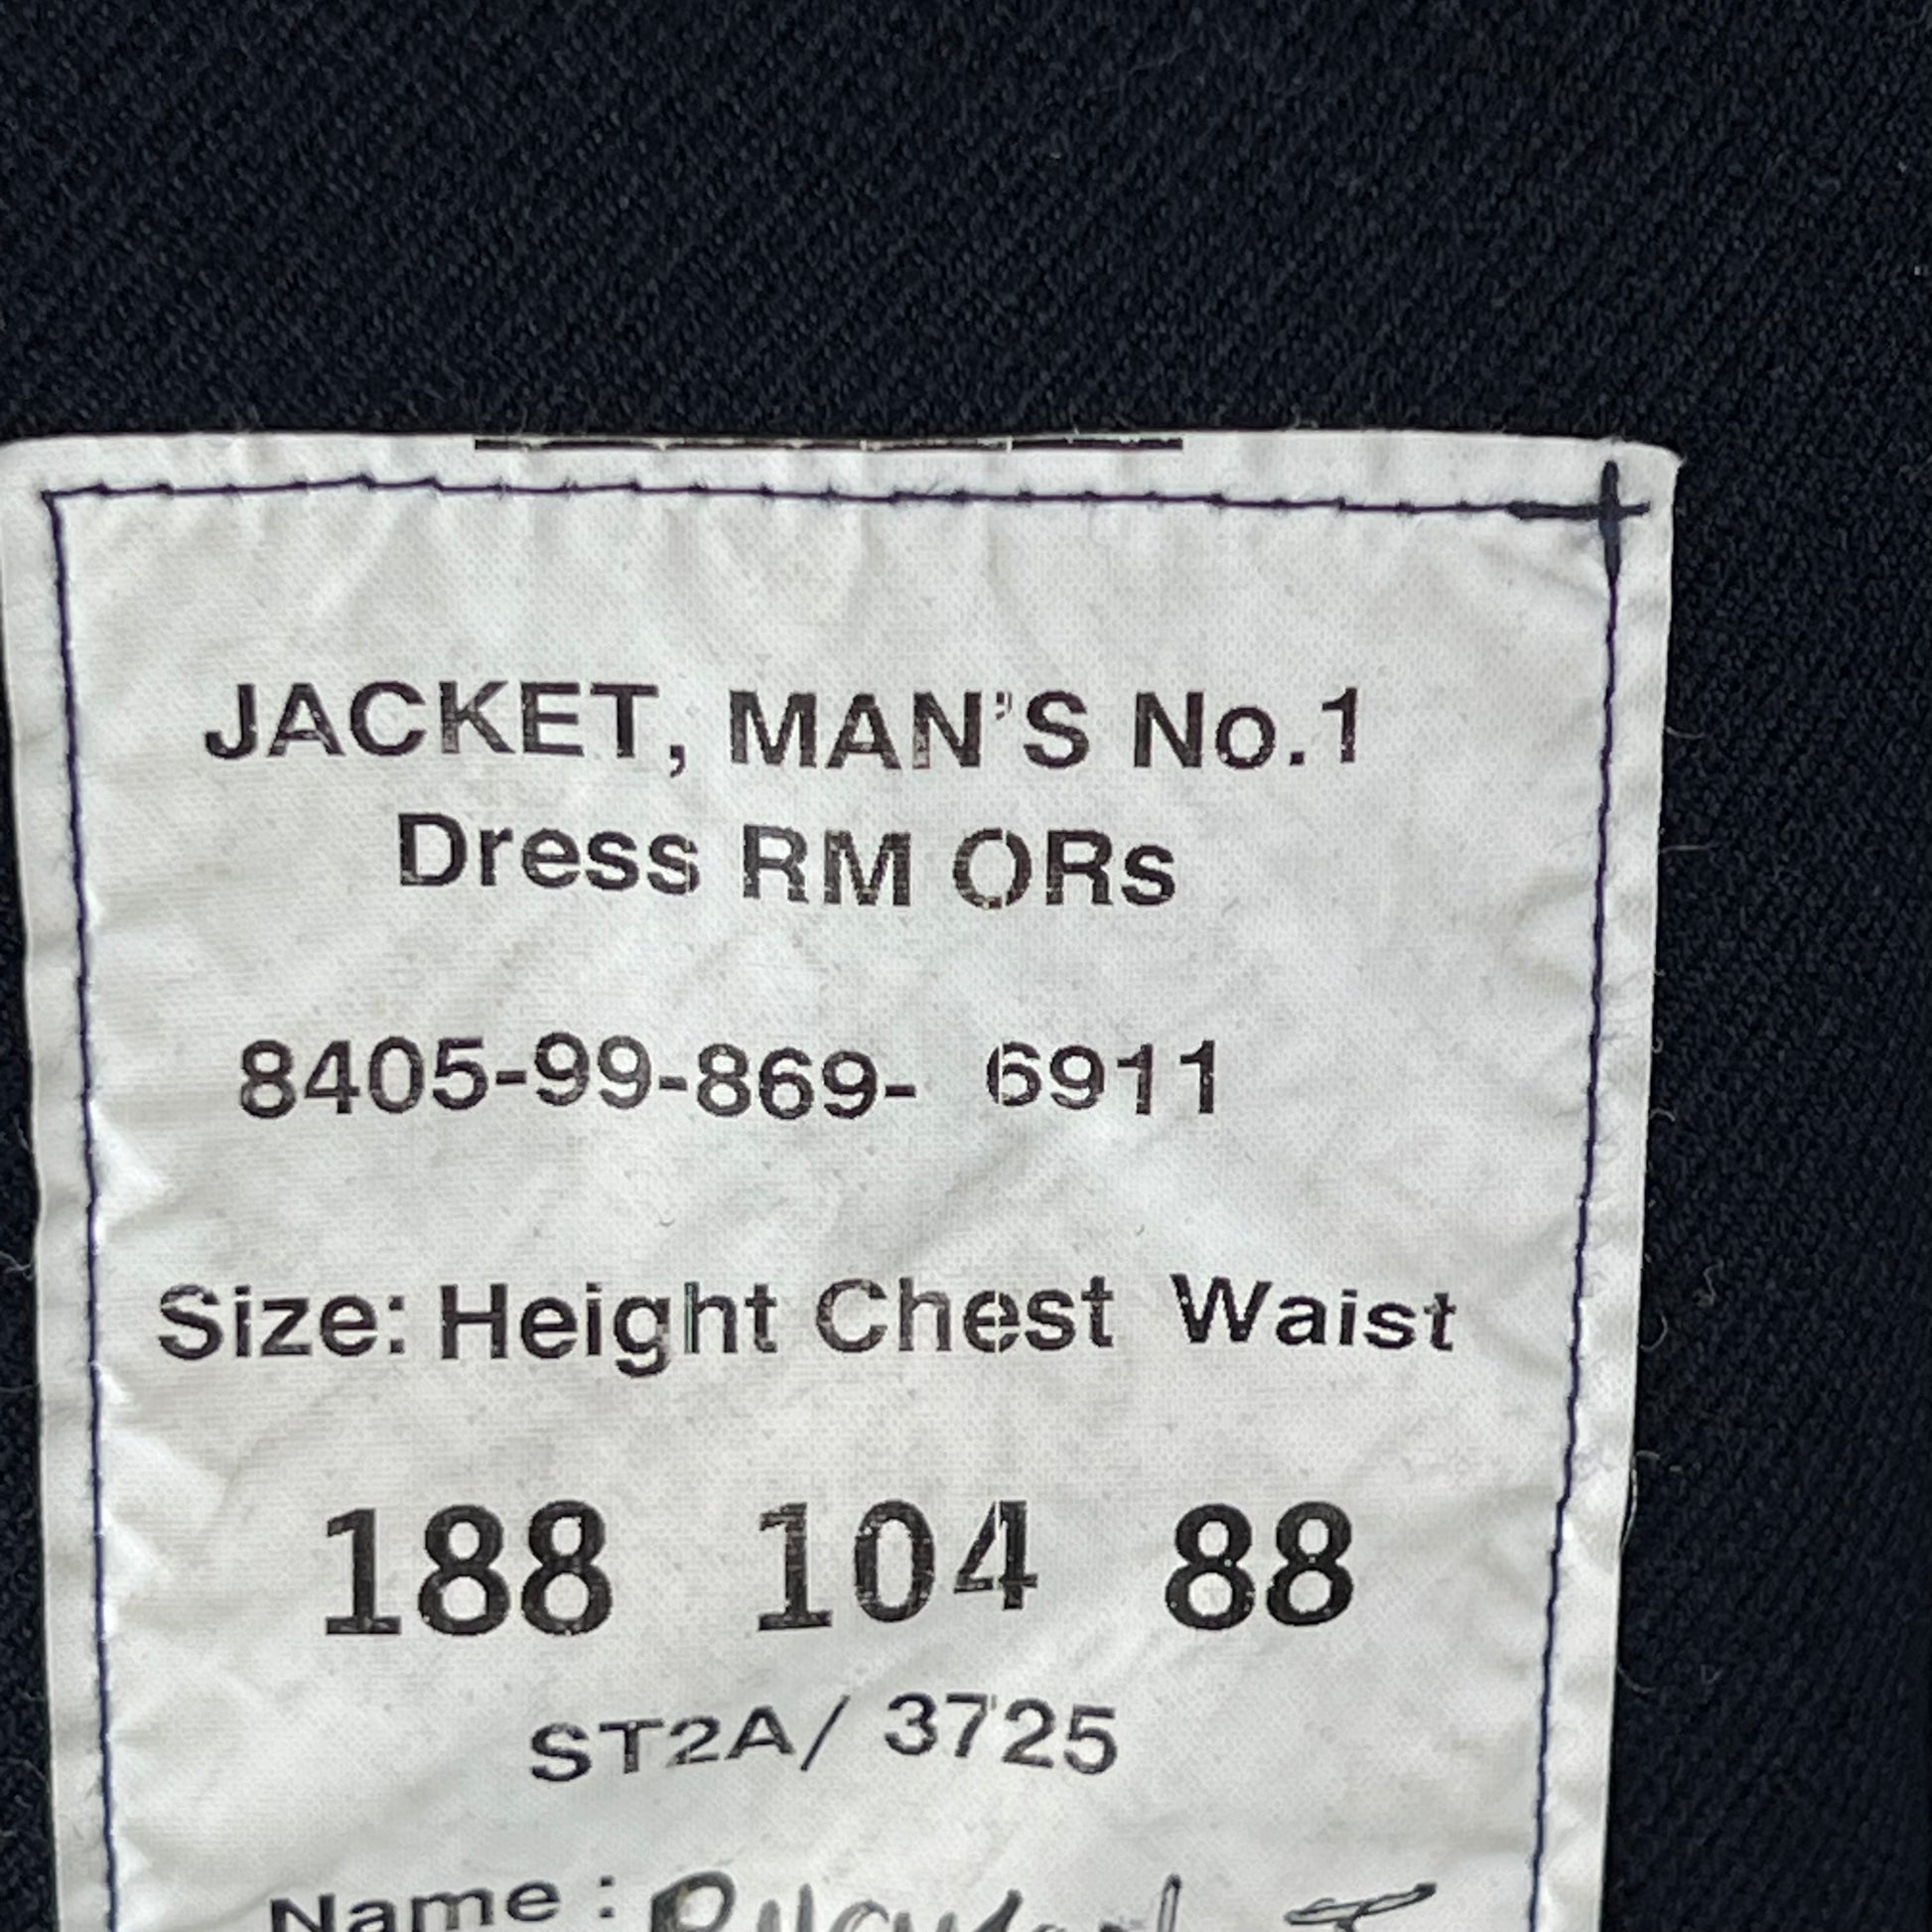 JACKET, MAN'S No.1
Dress RM ORs
8405-99-869- 6911
Size: Height Chest Waist
188 104 88
ST2A/ 3725
Name :